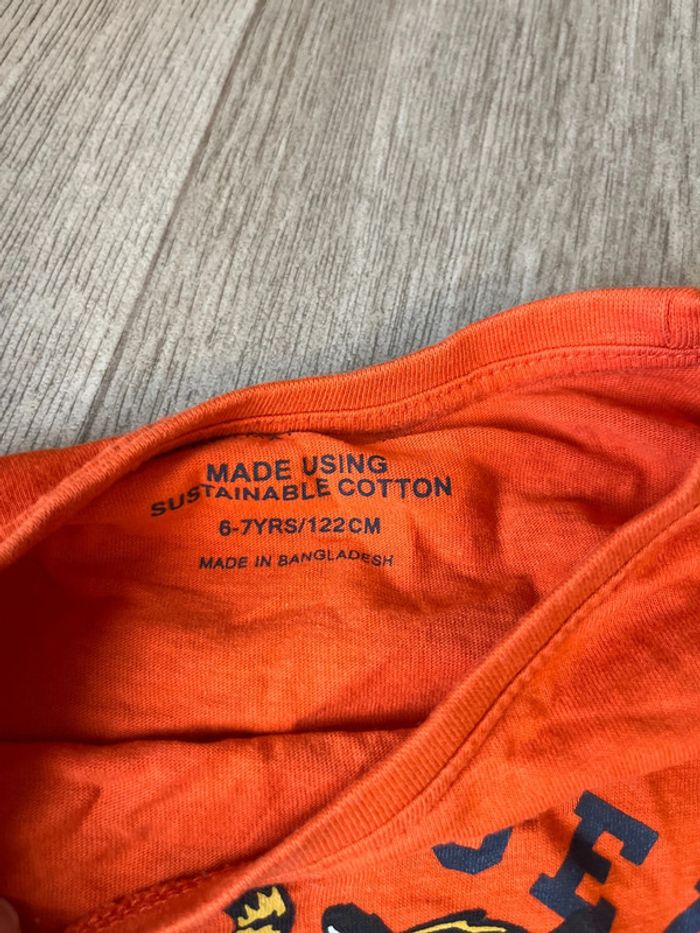 MADE USING
SUSTAINABLE COTTON
6-7YRS/122CM
MADE IN BANGLADESH